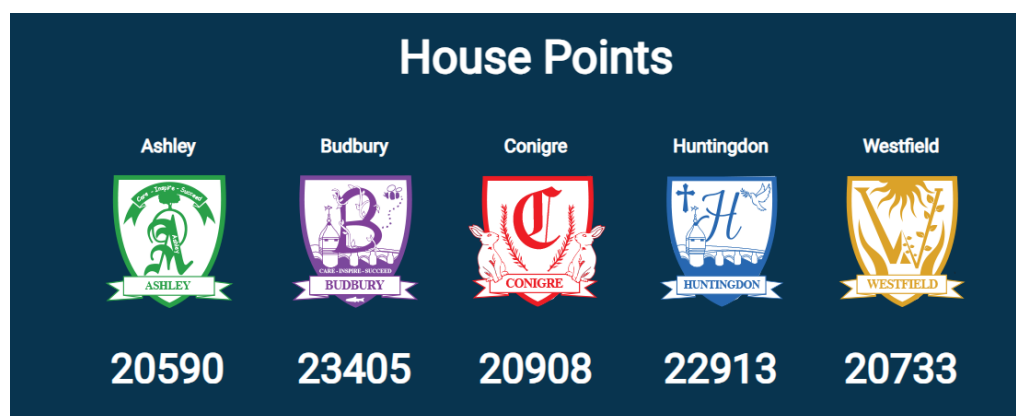 House Points
Ashley Budbury Conigre Huntingdon Westfield
Care - Inspire - Succeed
A
Ashley
ASHLEY
B
CARE - INSPIRE - SUCCEED
BUDBURY
C
CONIGRE
H
HUNTINGDON
W
WESTFIELD
20590 23405 20908 22913 20733